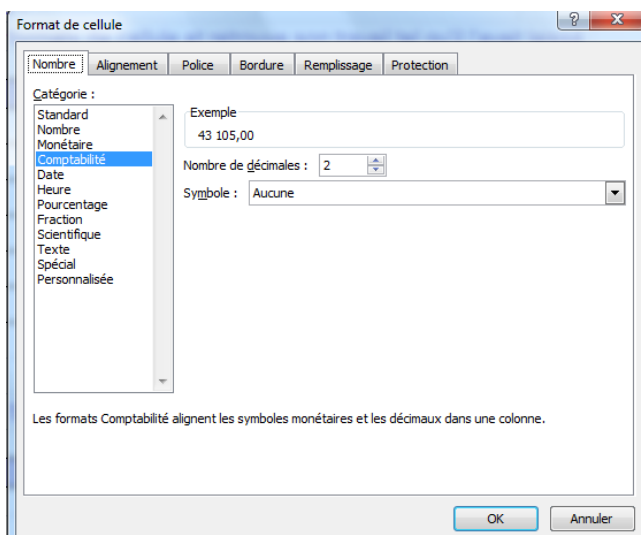 Format de cellule
Nombre Alignement Police Bordure Remplissage Protection
Catégorie :
Standard
Nombre
Monétaire
Comptabilité
Date
Heure
Pourcentage
Fraction
Scientifique
Texte
Spécial
Personnalisée
Exemple
43 105,00
Nombre de décimales : 2
Symbole : Aucune
Les formats Comptabilité alignent les symboles monétaires et les décimaux dans une colonne.
OK Annuler